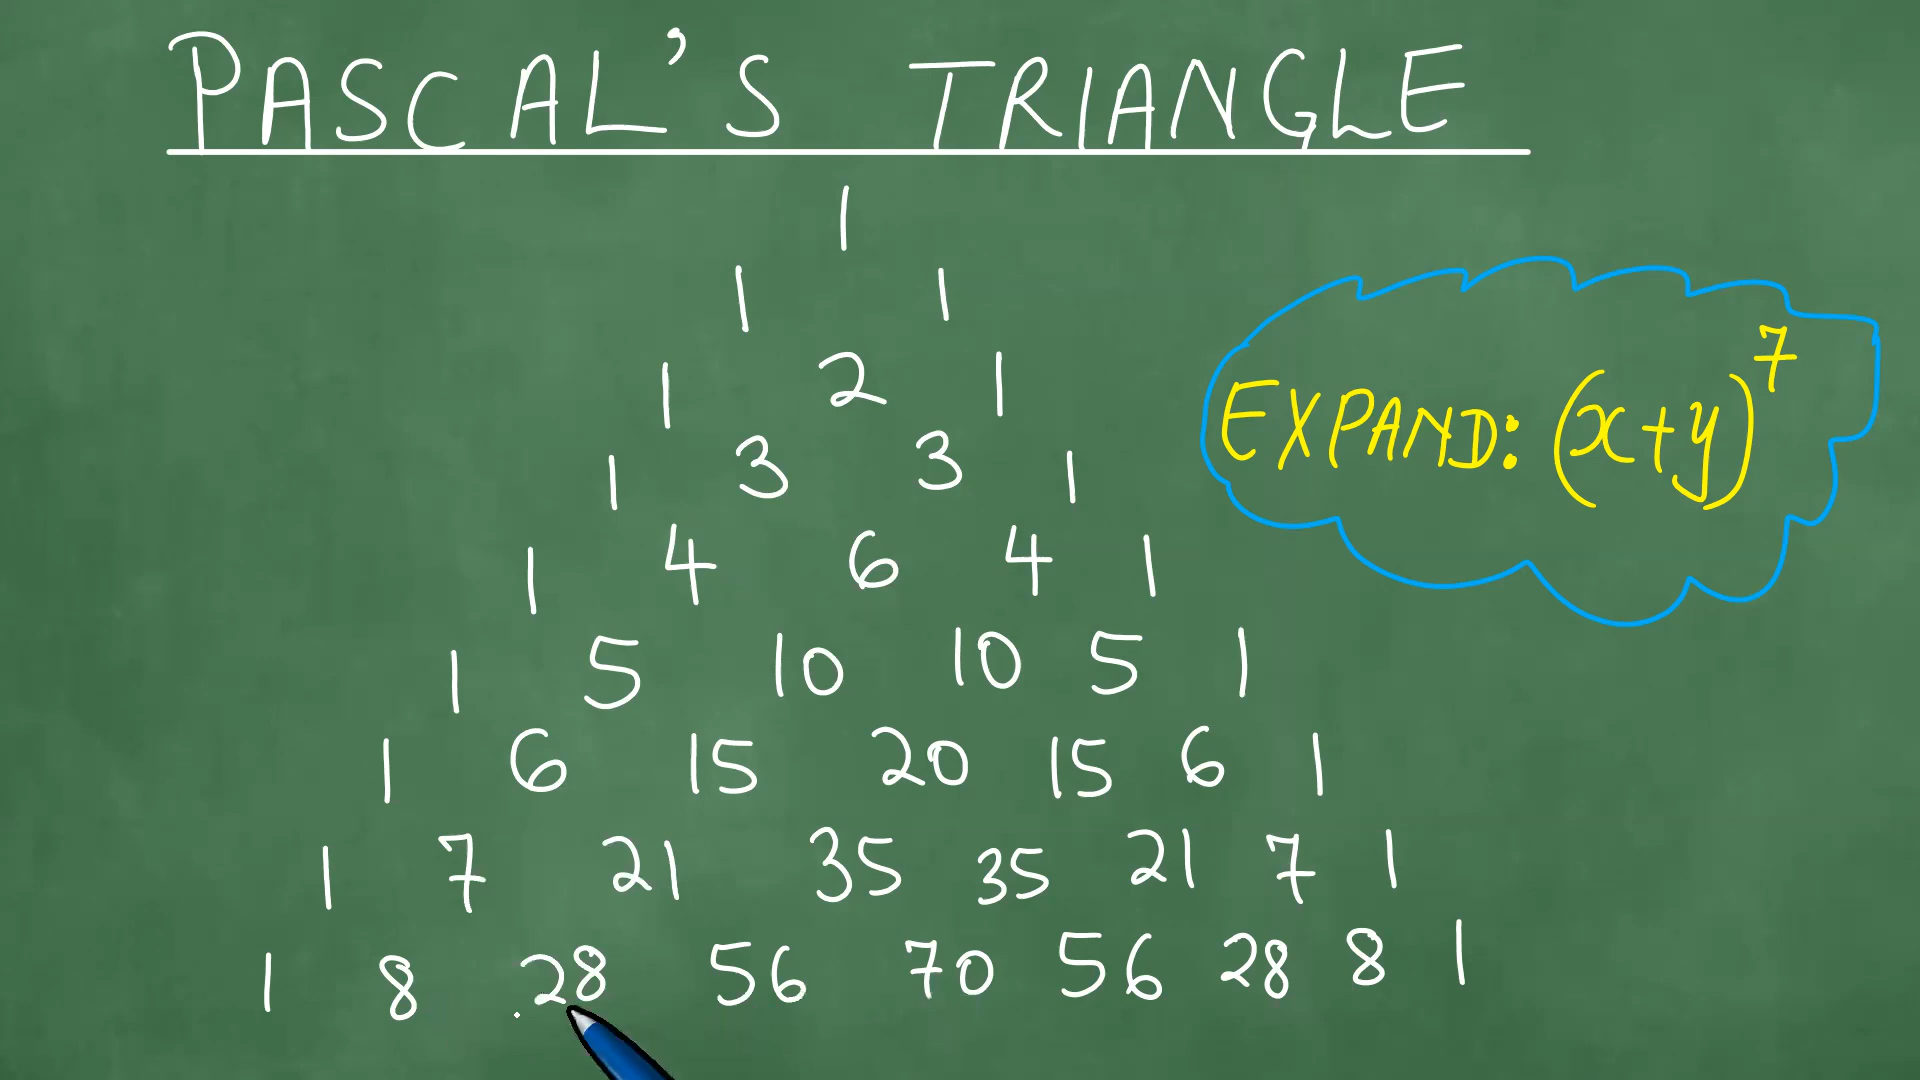 PASCAL'S TRIANGLE
1
1 1
1 2 1
1 3 3 1
1 4 6 4 1
1 5 10 10 5 1
1 6 15 20 15 6 1
1 7 21 35 35 21 7 1
1 8 28 56 70 56 28 8 1
EXPAND: (x+y)⁷